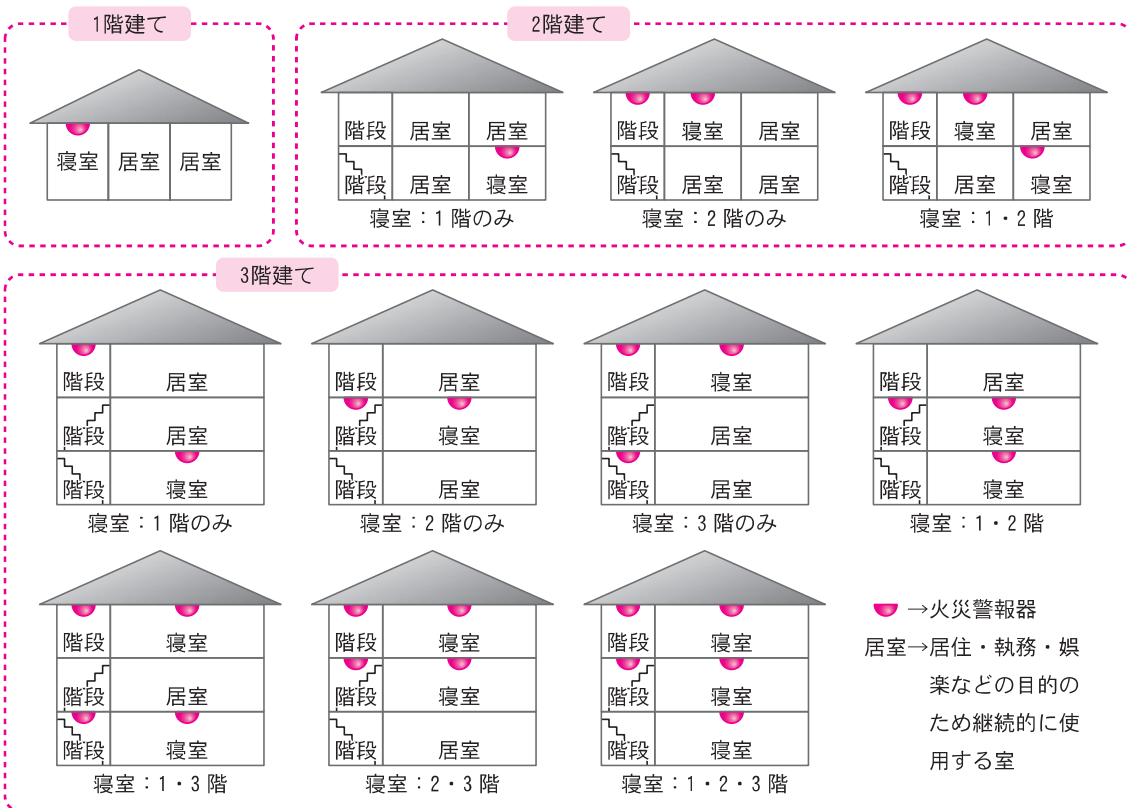 1階建て
寝室 居室 居室
2階建て
階段 居室 居室
階段 居室 寝室
寝室：1階のみ
階段 寝室 居室
階段 居室 居室
寝室：2階のみ
階段 寝室 居室
階段 居室 寝室
寝室：1・2階
3階建て
階段 居室
階段 居室
階段 寝室
寝室：1階のみ
階段 居室
階段 寝室
階段 居室
寝室：2階のみ
階段 寝室
階段 居室
階段 居室
寝室：3階のみ
階段 居室
階段 寝室
階段 寝室
寝室：1・2階
階段 寝室
階段 居室
階段 寝室
寝室：1・3階
階段 寝室
階段 寝室
階段 居室
寝室：2・3階
階段 寝室
階段 寝室
階段 寝室
寝室：1・2・3階
→火災警報器
居室→居住・執務・娯
楽などの目的の
ため継続的に使
用する室